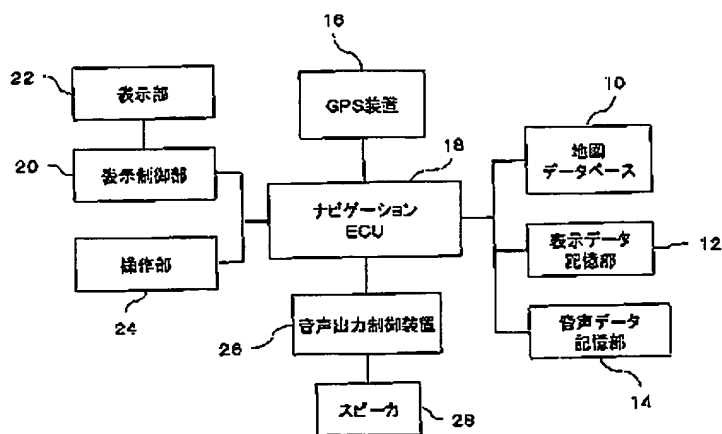 16
22
表示部
GPS装置
10
18
地図
データベース
20
表示制御部
ナビゲーション
ECU
表示データ
記憶部
12
操作部
24
音声出力制御装置
26
音声データ
記憶部
14
スピーカ
28